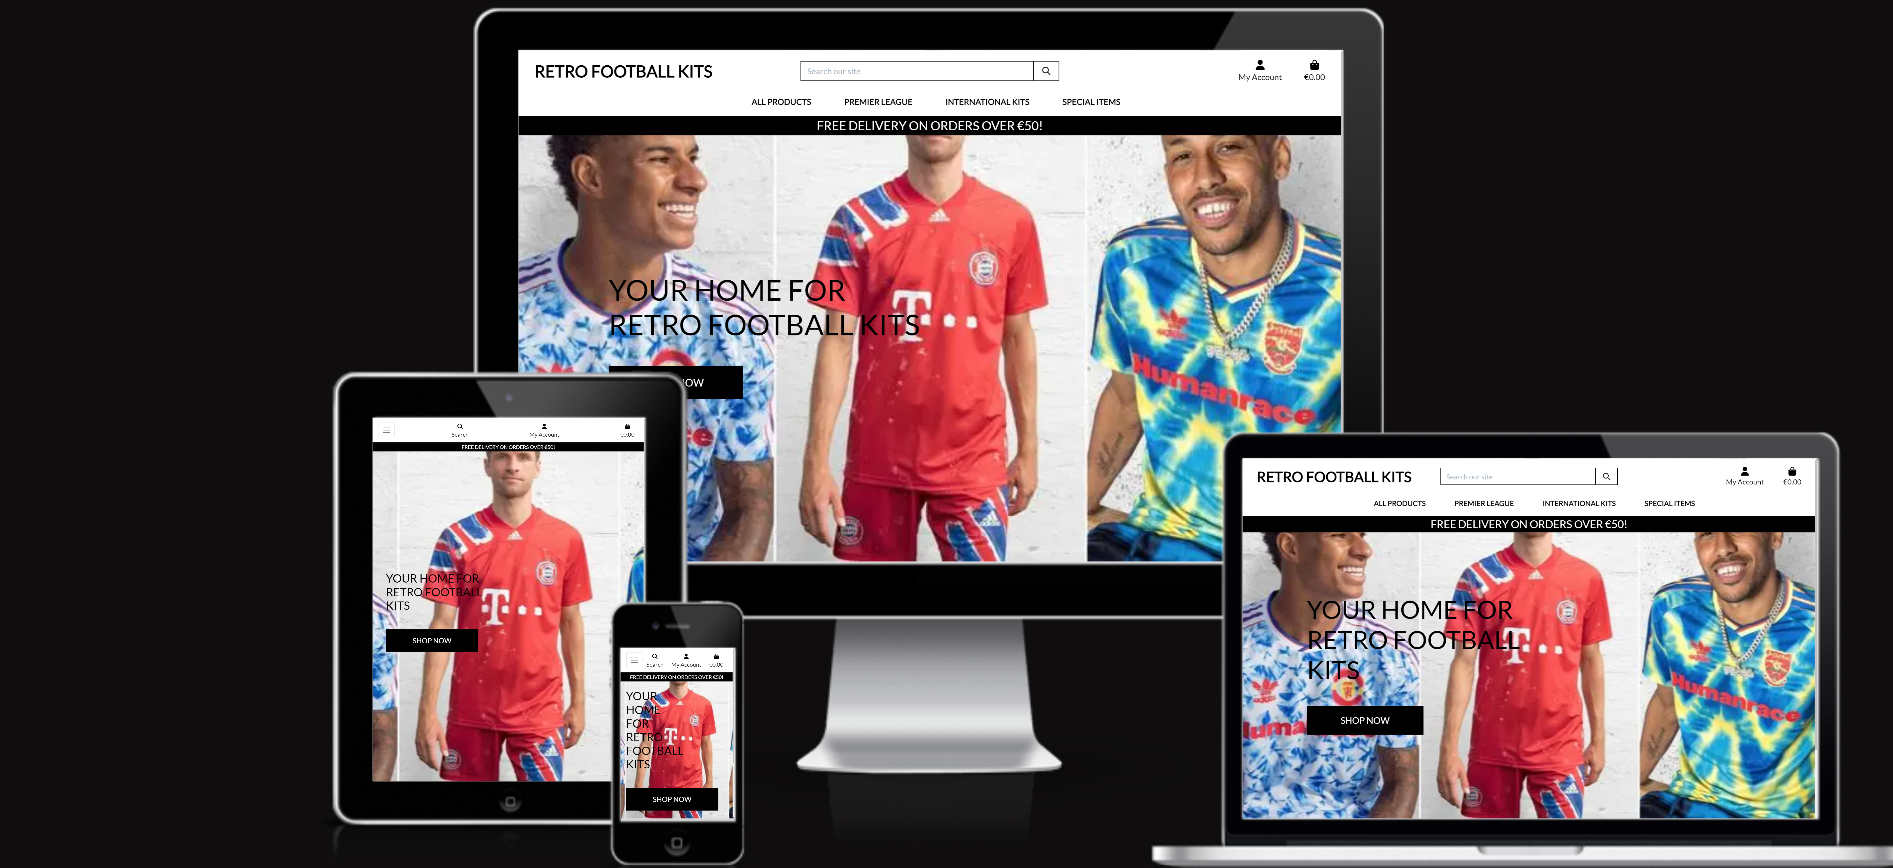 RETRO FOOTBALL KITS
Search our site
My Account
€0.00
ALL PRODUCTS
PREMIER LEAGUE
INTERNATIONAL KITS
SPECIAL ITEMS
FREE DELIVERY ON ORDERS OVER €50!
YOUR HOME FOR
RETRO FOOTBALL KITS
NOW
adidas
Humanrace
Search
My Account
€0.00
FREE DELIVERY ON ORDERS OVER €50!
YOUR HOME FOR
RETRO FOOTBALL
KITS
SHOP NOW
Search
My Account
€0.00
FREE DELIVERY ON ORDERS OVER €50!
YOUR
HOME
FOR
RETRO
FOOTBALL
KITS
SHOP NOW
RETRO FOOTBALL KITS
Search our site
My Account
€0.00
ALL PRODUCTS
PREMIER LEAGUE
INTERNATIONAL KITS
SPECIAL ITEMS
FREE DELIVERY ON ORDERS OVER €50!
YOUR HOME FOR
RETRO FOOTBALL
KITS
SHOP NOW
Humanrace